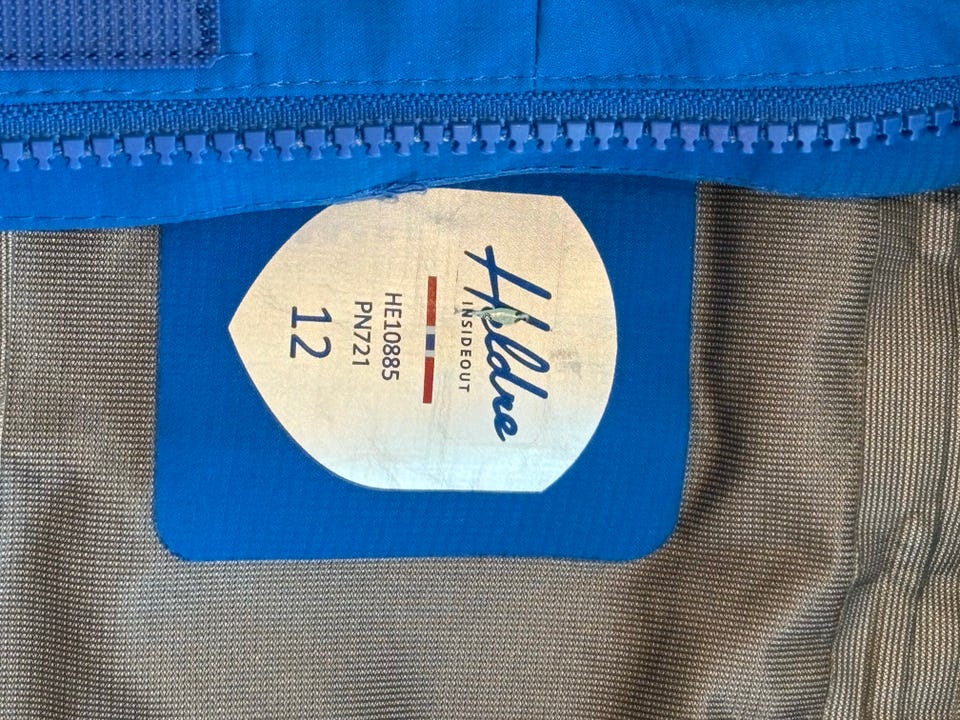 Heldre
INSIDEOUT
HE10885
PN721
12